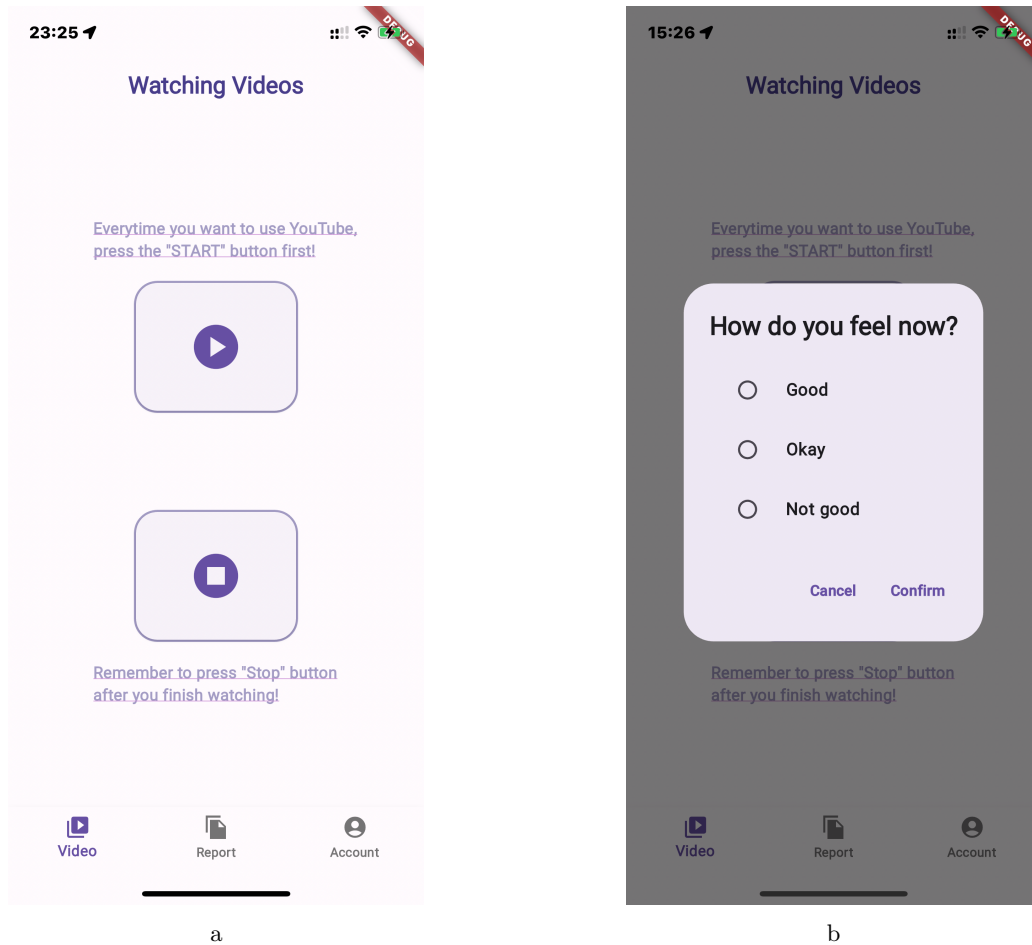 23:25
DEBUG
Watching Videos
Everytime you want to use YouTube,
press the "START" button first!
Remember to press "Stop" button
after you finish watching!
Video
Report
Account
a
15:26
DEBUG
Watching Videos
Everytime you want to use YouTube,
press the "START" button first!
How do you feel now?
Good
Okay
Not good
Cancel
Confirm
Remember to press "Stop" button
after you finish watching!
Video
Report
Account
b